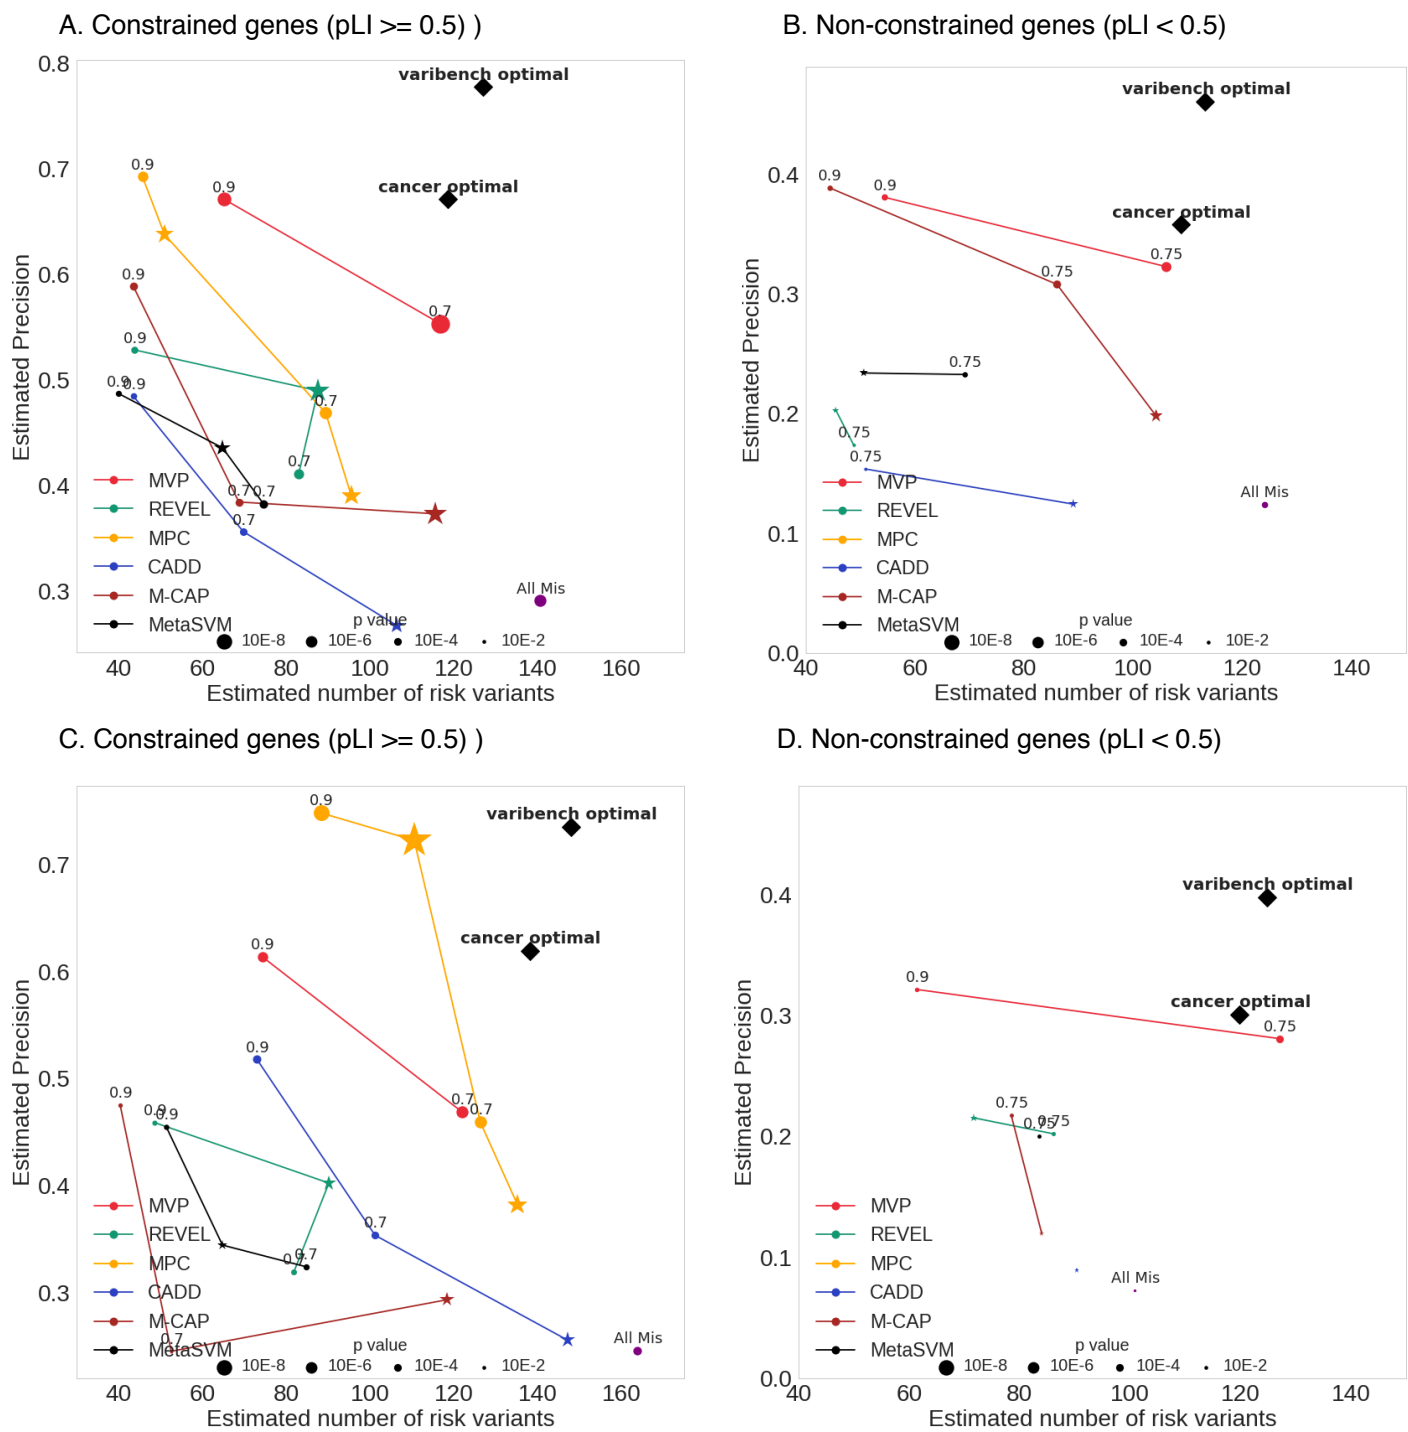 A. Constrained genes (pLI >= 0.5) )
0.8
0.7
0.6
0.5
0.4
0.3
Estimated Precision
varibench optimal
cancer optimal
0.9
0.9
0.7
0.9
0.9
0.9
0.9
0.7
0.7
0.7
0.7
0.7
All Mis
MVP
REVEL
MPC
CADD
M-CAP
MetaSVM
p value
10E-8
10E-6
10E-4
10E-2
40
60
80
100
120
140
160
Estimated number of risk variants
B. Non-constrained genes (pLI < 0.5)
0.4
0.3
0.2
0.1
0.0
Estimated Precision
varibench optimal
cancer optimal
0.9
0.9
0.75
0.75
0.75
0.75
0.75
All Mis
MVP
REVEL
MPC
CADD
M-CAP
MetaSVM
p value
10E-8
10E-6
10E-4
10E-2
40
60
80
100
120
140
Estimated number of risk variants
C. Constrained genes (pLI >= 0.5) )
0.7
0.6
0.5
0.4
0.3
Estimated Precision
0.9
varibench optimal
cancer optimal
0.9
0.9
0.9
0.9
0.9
0.7
0.7
0.7
0.7
0.7
0.7
All Mis
MVP
REVEL
MPC
CADD
M-CAP
MetaSVM
p value
10E-8
10E-6
10E-4
10E-2
40
60
80
100
120
140
160
Estimated number of risk variants
D. Non-constrained genes (pLI < 0.5)
0.4
0.3
0.2
0.1
0.0
Estimated Precision
varibench optimal
cancer optimal
0.9
0.75
0.75
0.75
0.75
All Mis
MVP
REVEL
MPC
CADD
M-CAP
MetaSVM
p value
10E-8
10E-6
10E-4
10E-2
40
60
80
100
120
140
Estimated number of risk variants